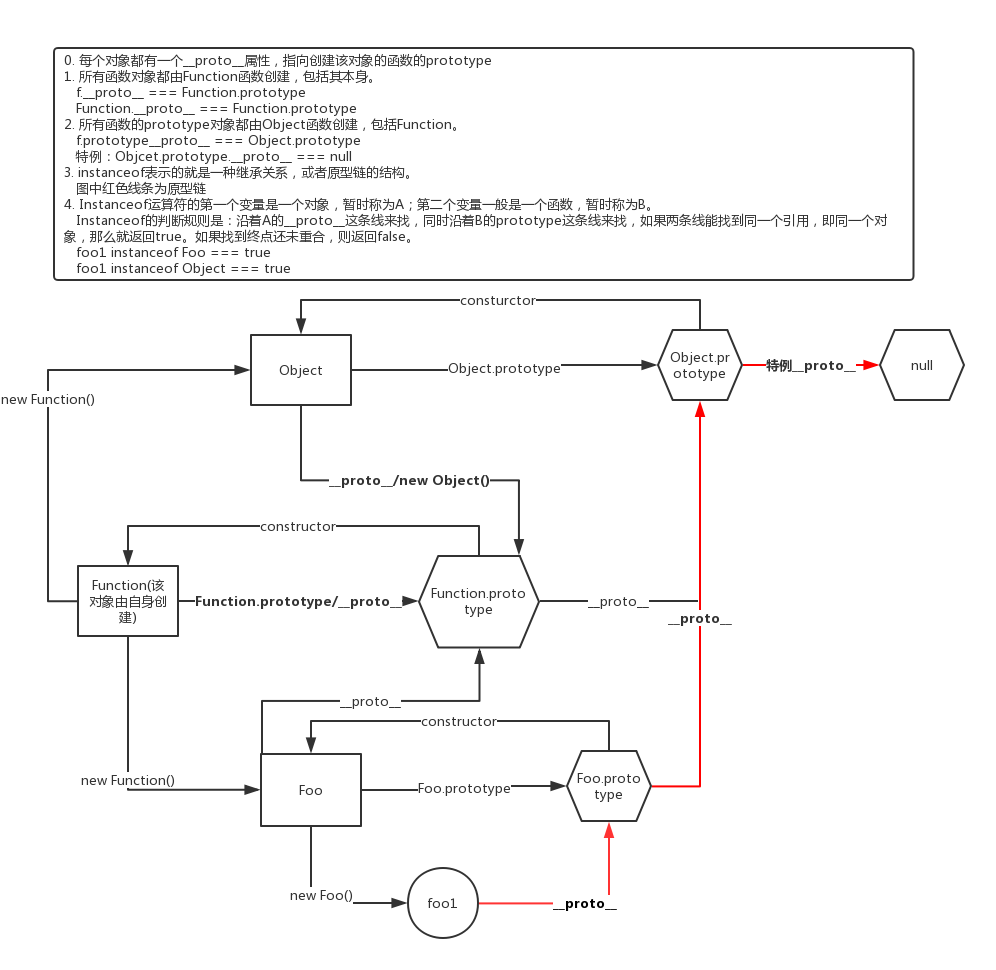 0. 每个对象都有一个__proto__属性，指向创建该对象的函数的prototype
1. 所有函数对象都由Function函数创建，包括其本身。
f.__proto__ === Function.prototype
Function.__proto__ === Function.prototype
2. 所有函数的prototype对象都由Object函数创建，包括Function。
f.prototype__proto__ === Object.prototype
特例：Objcet.prototype.__proto__ === null
3. instanceof表示的就是一种继承关系，或者原型链的结构。
图中红色线条为原型链
4. Instanceof运算符的第一个变量是一个对象，暂时称为A；第二个变量一般是一个函数，暂时称为B。
Instanceof的判断规则是：沿着A的__proto__这条线来找，同时沿着B的prototype这条线来找，如果两条线能找到同一个引用，即同一个对
象，那么就返回true。如果找到终点还未重合，则返回false。
foo1 instanceof Foo === true
foo1 instanceof Object === true
consturctor
Object
Object.prototype
Object.pr
ototype
特例__proto__
null
new Function()
__proto__/new Object()
constructor
Function(该
对象由自身创
建)
Function.prototype/__proto__
Function.proto
type
__proto__
__proto__
__proto__
constructor
new Function()
Foo
Foo.prototype
Foo.proto
type
new Foo()
foo1
__proto__